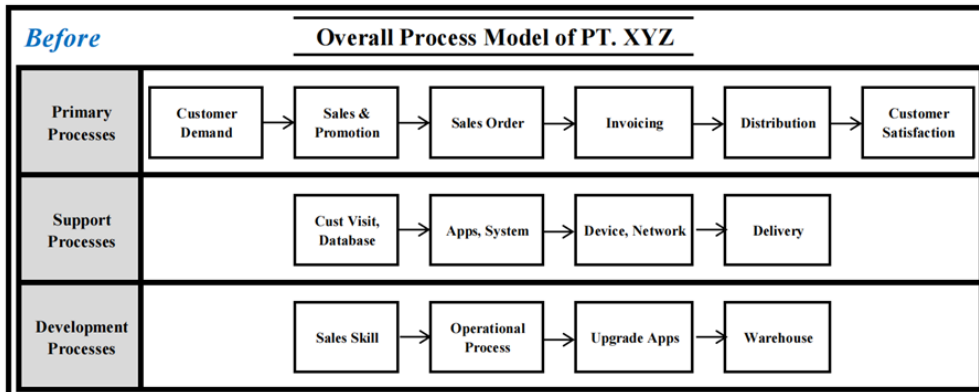 Before
Overall Process Model of PT. XYZ
Primary
Processes
Customer
Demand
Sales &
Promotion
Sales Order
Invoicing
Distribution
Customer
Satisfaction
Support
Processes
Cust Visit,
Database
Apps, System
Device, Network
Delivery
Development
Processes
Sales Skill
Operational
Process
Upgrade Apps
Warehouse